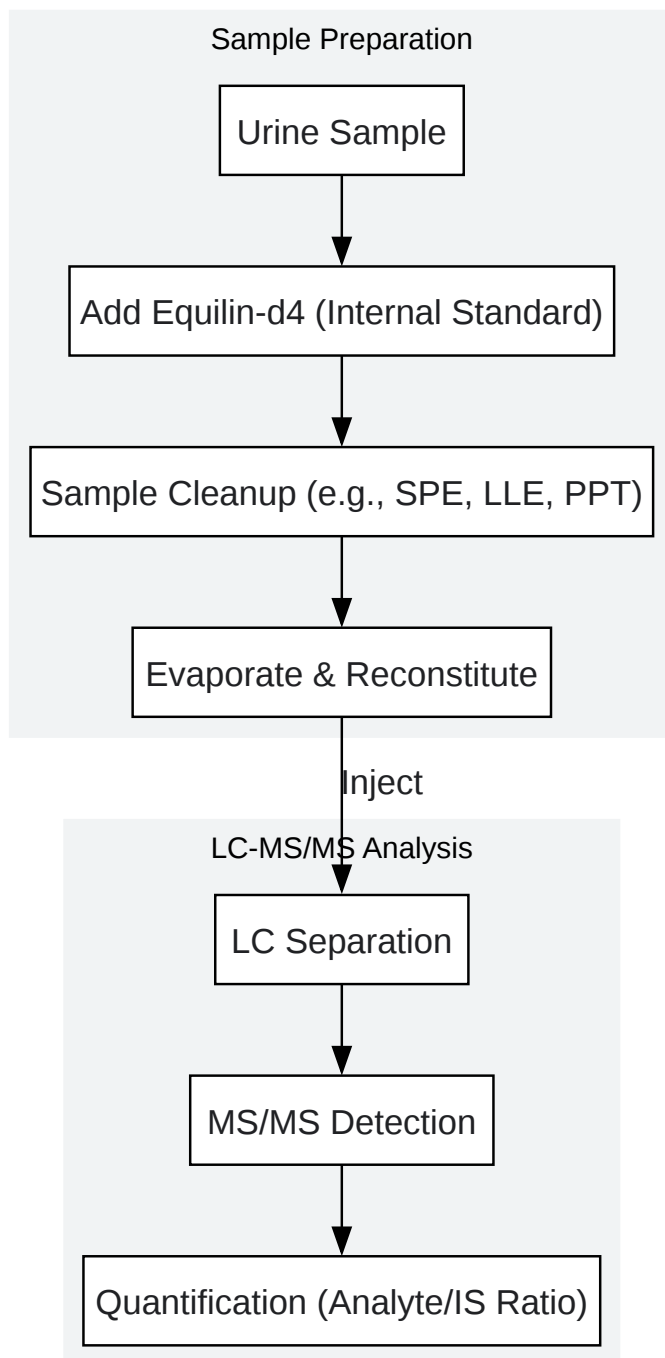 Sample Preparation
Urine Sample
Add Equilin-d4 (Internal Standard)
Sample Cleanup (e.g., SPE, LLE, PPT)
Evaporate & Reconstitute
Inject
LC-MS/MS Analysis
LC Separation
MS/MS Detection
Quantification (Analyte/IS Ratio)